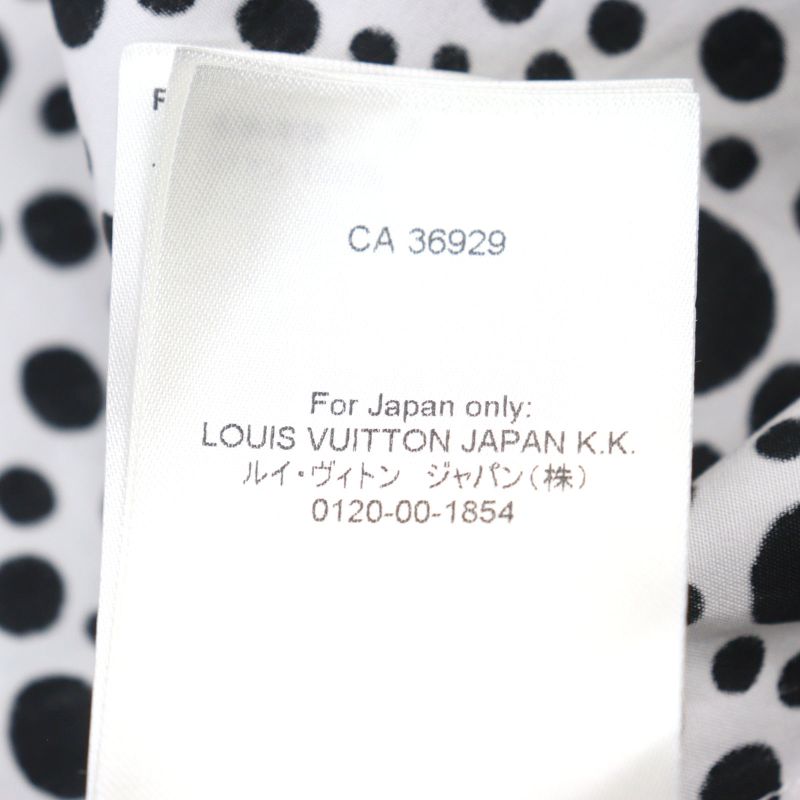 F
CA 36929
For Japan only:
LOUIS VUITTON JAPAN K.K.
ルイ・ヴィトン ジャパン(株)
0120-00-1854